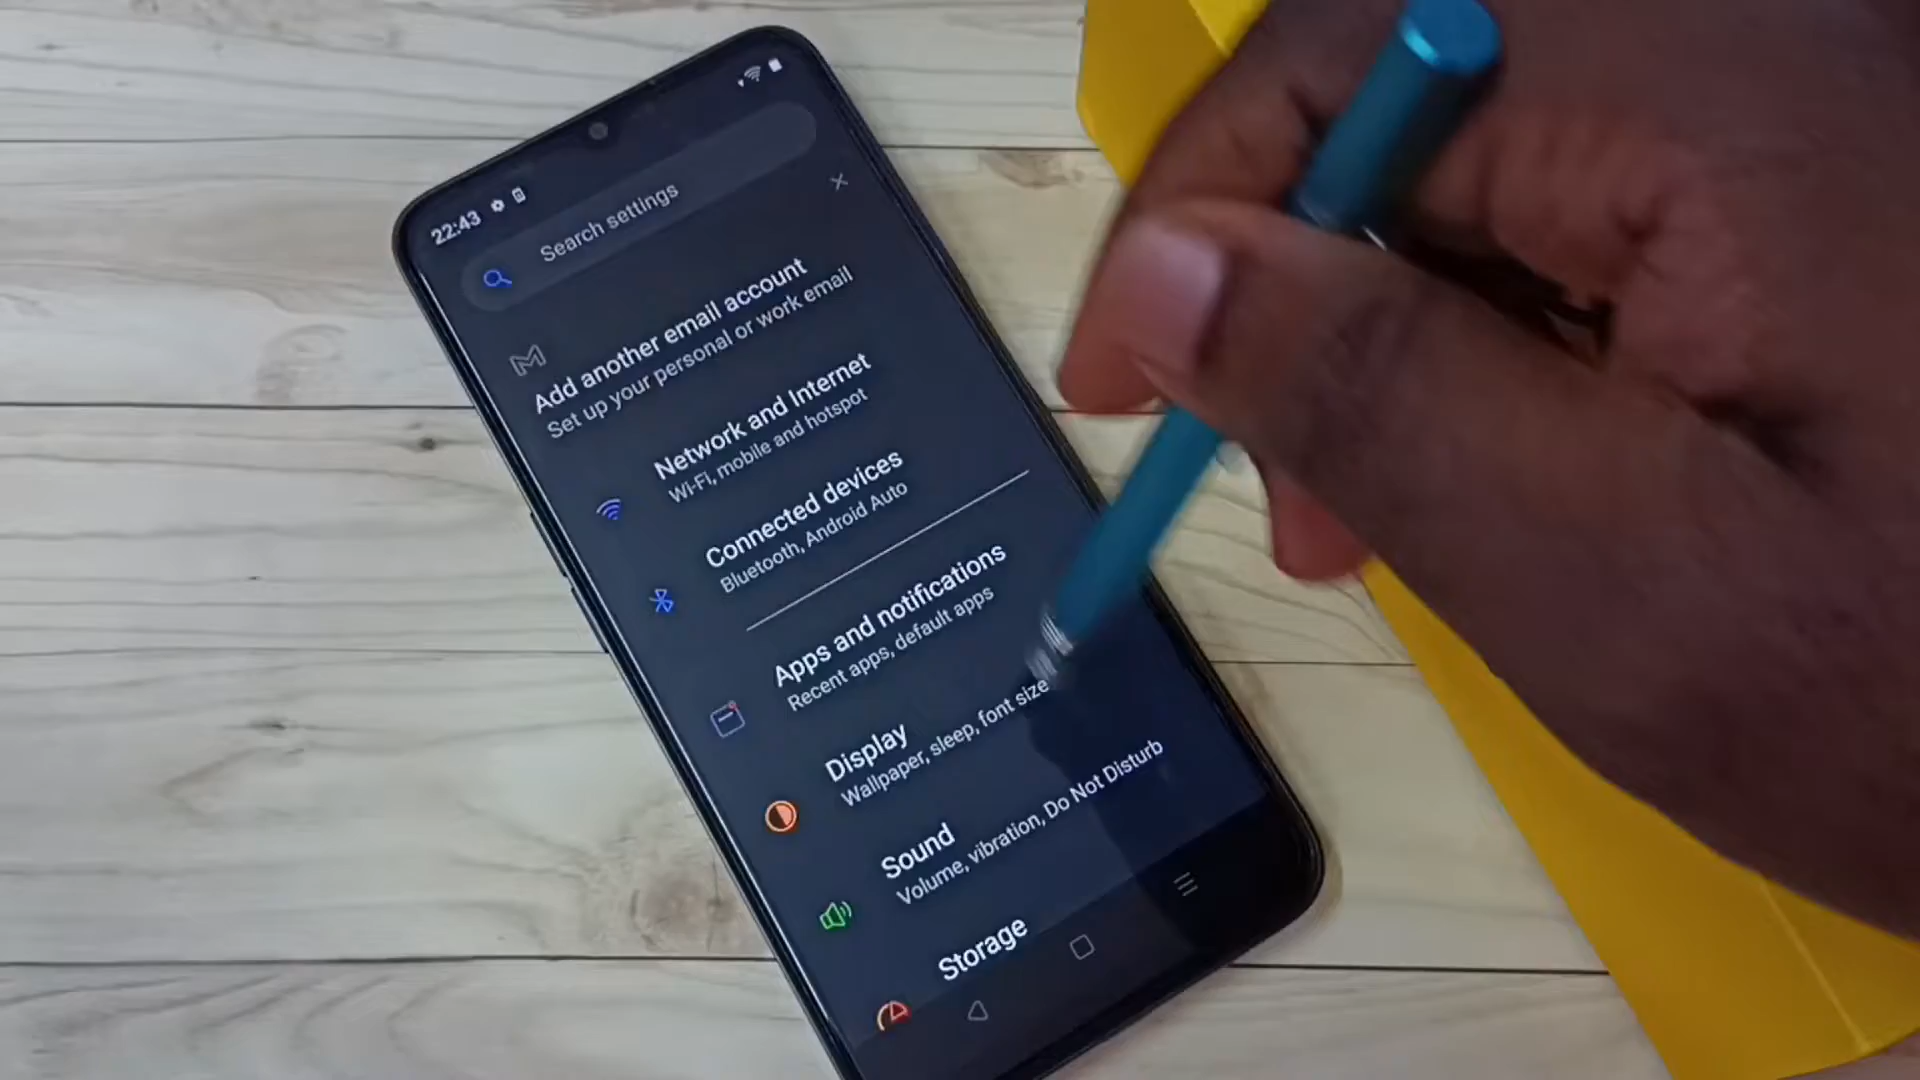 22:43
Search settings
Add another email account
Set up your personal or work email
Network and Internet
Wi-Fi, mobile and hotspot
Connected devices
Bluetooth, Android Auto
Apps and notifications
Recent apps, default apps
Display
Wallpaper, sleep, font size
Sound
Volume, vibration, Do Not Disturb
Storage